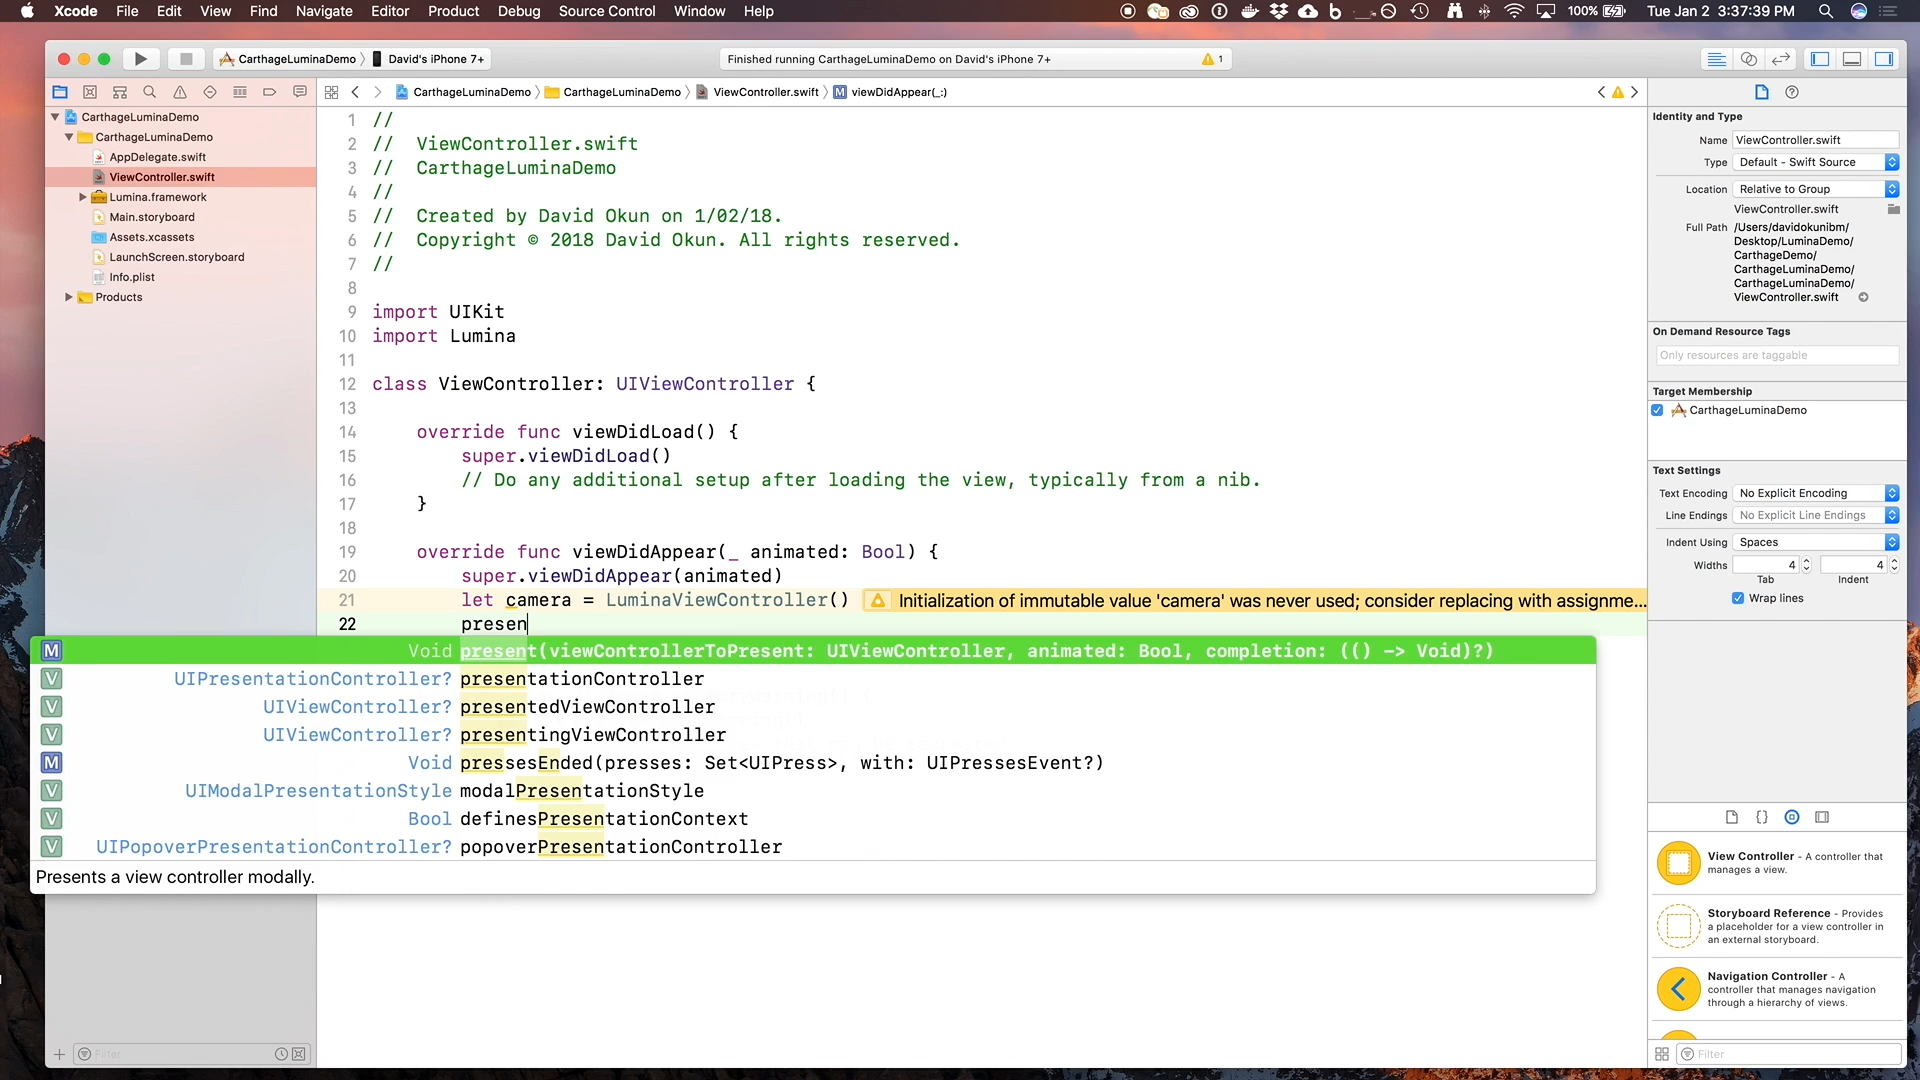 Xcode File Edit View Find Navigate Editor Product Debug Source Control Window Help 100% Tue Jan 2 3:37:39 PM
CarthageLuminaDemo David's iPhone 7+ Finished running CarthageLuminaDemo on David's iPhone 7+ 1
CarthageLuminaDemo CarthageLuminaDemo ViewController.swift M viewDidAppear(_:)
CarthageLuminaDemo
CarthageLuminaDemo
AppDelegate.swift
ViewController.swift
Lumina.framework
Main.storyboard
Assets.xcassets
LaunchScreen.storyboard
Info.plist
Products
Filter
1 //
2 //  ViewController.swift
3 //  CarthageLuminaDemo
4 //
5 //  Created by David Okun on 1/02/18.
6 //  Copyright © 2018 David Okun. All rights reserved.
7 //
8
9 import UIKit
10 import Lumina
11
12 class ViewController: UIViewController {
13
14 override func viewDidLoad() {
15 super.viewDidLoad()
16 // Do any additional setup after loading the view, typically from a nib.
17 }
18
19 override func viewDidAppear(_ animated: Bool) {
20 super.viewDidAppear(animated)
21 let camera = LuminaViewController() Initialization of immutable value 'camera' was never used; consider replacing with assignme...
22 presen
M Void present(viewControllerToPresent: UIViewController, animated: Bool, completion: (() -> Void)?)
V UIPresentationController? presentationController
V UIViewController? presentedViewController
V UIViewController? presentingViewController
M Void pressesEnded(presses: Set<UIPress>, with: UIPressesEvent?)
V UIModalPresentationStyle modalPresentationStyle
V Bool definesPresentationContext
V UIPopoverPresentationController? popoverPresentationController
Presents a view controller modally.
Identity and Type
Name ViewController.swift
Type Default - Swift Source
Location Relative to Group
ViewController.swift
Full Path /Users/davidokunibm/
Desktop/LuminaDemo/
CarthageDemo/
CarthageLuminaDemo/
CarthageLuminaDemo/
ViewController.swift
On Demand Resource Tags
Only resources are taggable
Target Membership
CarthageLuminaDemo
Text Settings
Text Encoding No Explicit Encoding
Line Endings No Explicit Line Endings
Indent Using Spaces
Widths 4 4
Tab Indent
Wrap lines
View Controller - A controller that
manages a view.
Storyboard Reference - Provides
a placeholder for a view controller in
an external storyboard.
Navigation Controller - A
controller that manages navigation
through a hierarchy of views.
Filter